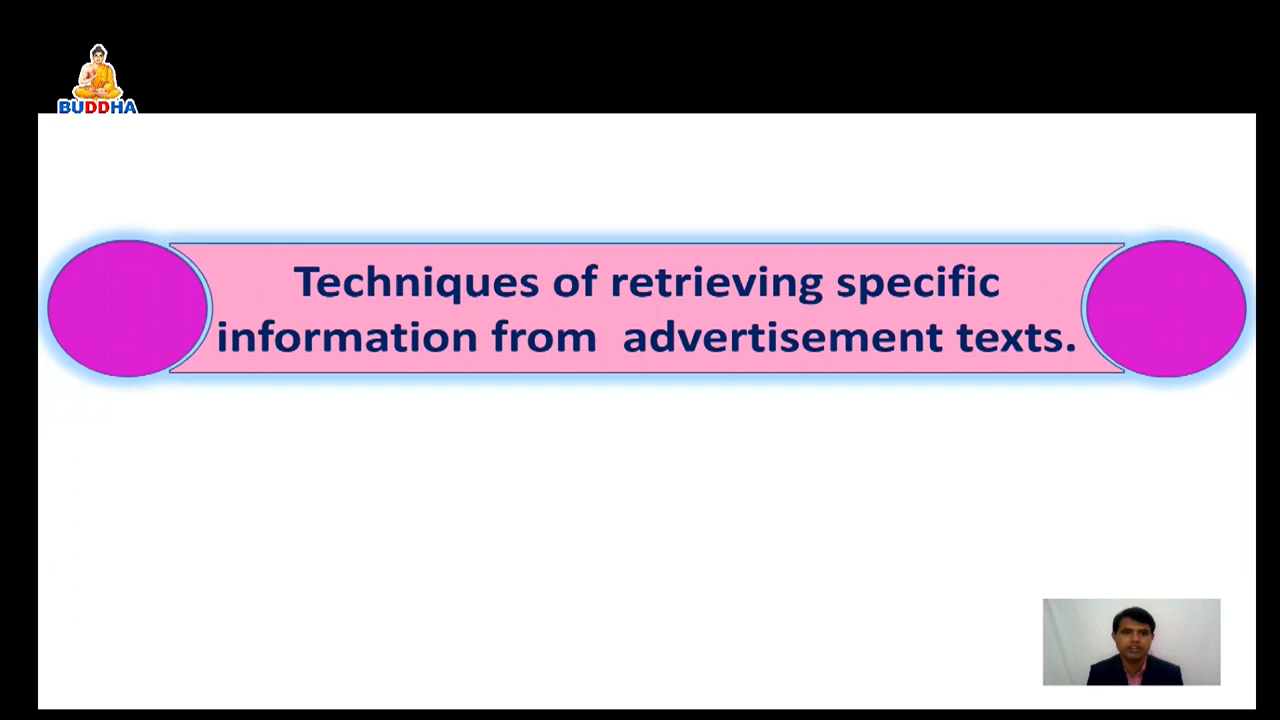 BUDDHA
Techniques of retrieving specific
information from advertisement texts.